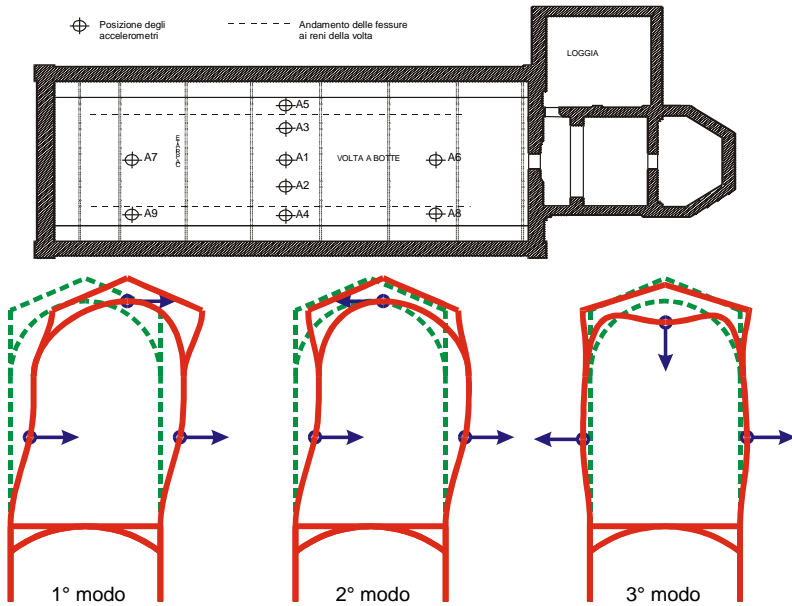 Posizione degli
accelerometri
Andamento delle fessure
ai reni della volta
LOGGIA
A5
A3
A7
A1
VOLTA A BOTTE
A6
A2
A9
A4
A8
1° modo
2° modo
3° modo